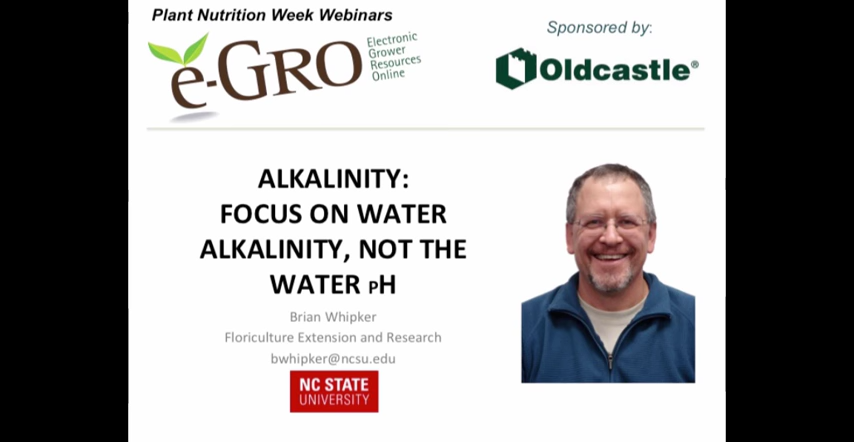 Plant Nutrition Week Webinars
e-GRO
Electronic
Grower
Resources
Online
Sponsored by:
Oldcastle®
ALKALINITY:
FOCUS ON WATER
ALKALINITY, NOT THE
WATER PH
Brian Whipker
Floriculture Extension and Research
bwhipker@ncsu.edu
NC STATE
UNIVERSITY